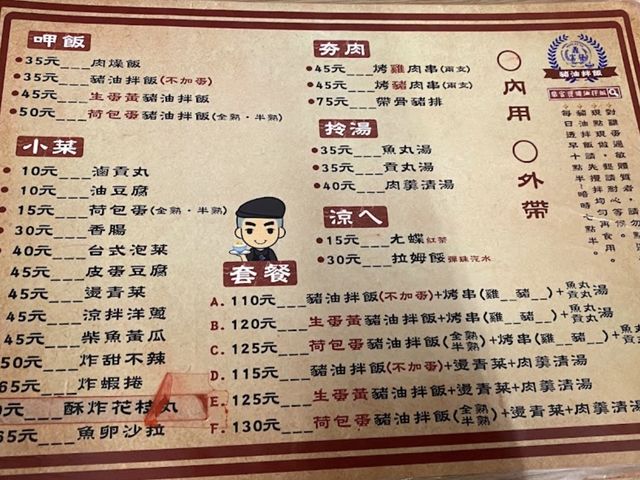 呷飯
35元___肉燥飯
35元___豬油拌飯(不加蛋)
45元___生蛋黃豬油拌飯
50元___荷包蛋豬油拌飯(全熟·半熟)
小菜
10元___滷貢丸
10元___油豆腐
15元___荷包蛋(全熟·半熟)
30元___香腸
40元___台式泡菜
45元___皮蛋豆腐
45元___燙青菜
45元___涼拌洋蔥
45元___柴魚黃瓜
50元___炸甜不辣
65元___炸蝦捲
0元___酥炸花枝丸
65元___魚卵沙拉
夯肉
45元___烤雞肉串(兩支)
45元___烤豬肉串(兩支)
75元___帶骨豬排
拎湯
35元___魚丸湯
35元___貢丸湯
40元___肉羹清湯
涼ㄟ
15元___尢蝶紅茶
30元___拉姆餒彈珠汽水
套餐
A. 110元___豬油拌飯(不加蛋)+烤串(雞__豬__)+魚丸貢丸湯
B. 120元___生蛋黃豬油拌飯+烤串(雞__豬__)+魚丸貢丸湯
C. 125元___荷包蛋豬油拌飯(全熟半熟)+烤串(雞__豬__)+魚丸
D. 115元___豬油拌飯(不加蛋)+燙青菜+肉羹清湯
E. 125元___生蛋黃豬油拌飯+燙青菜+肉羹清湯
F. 130元___荷包蛋豬油拌飯(全熟半熟)+燙青菜+肉羹清湯
○內用 ○外帶
豬油拌飯